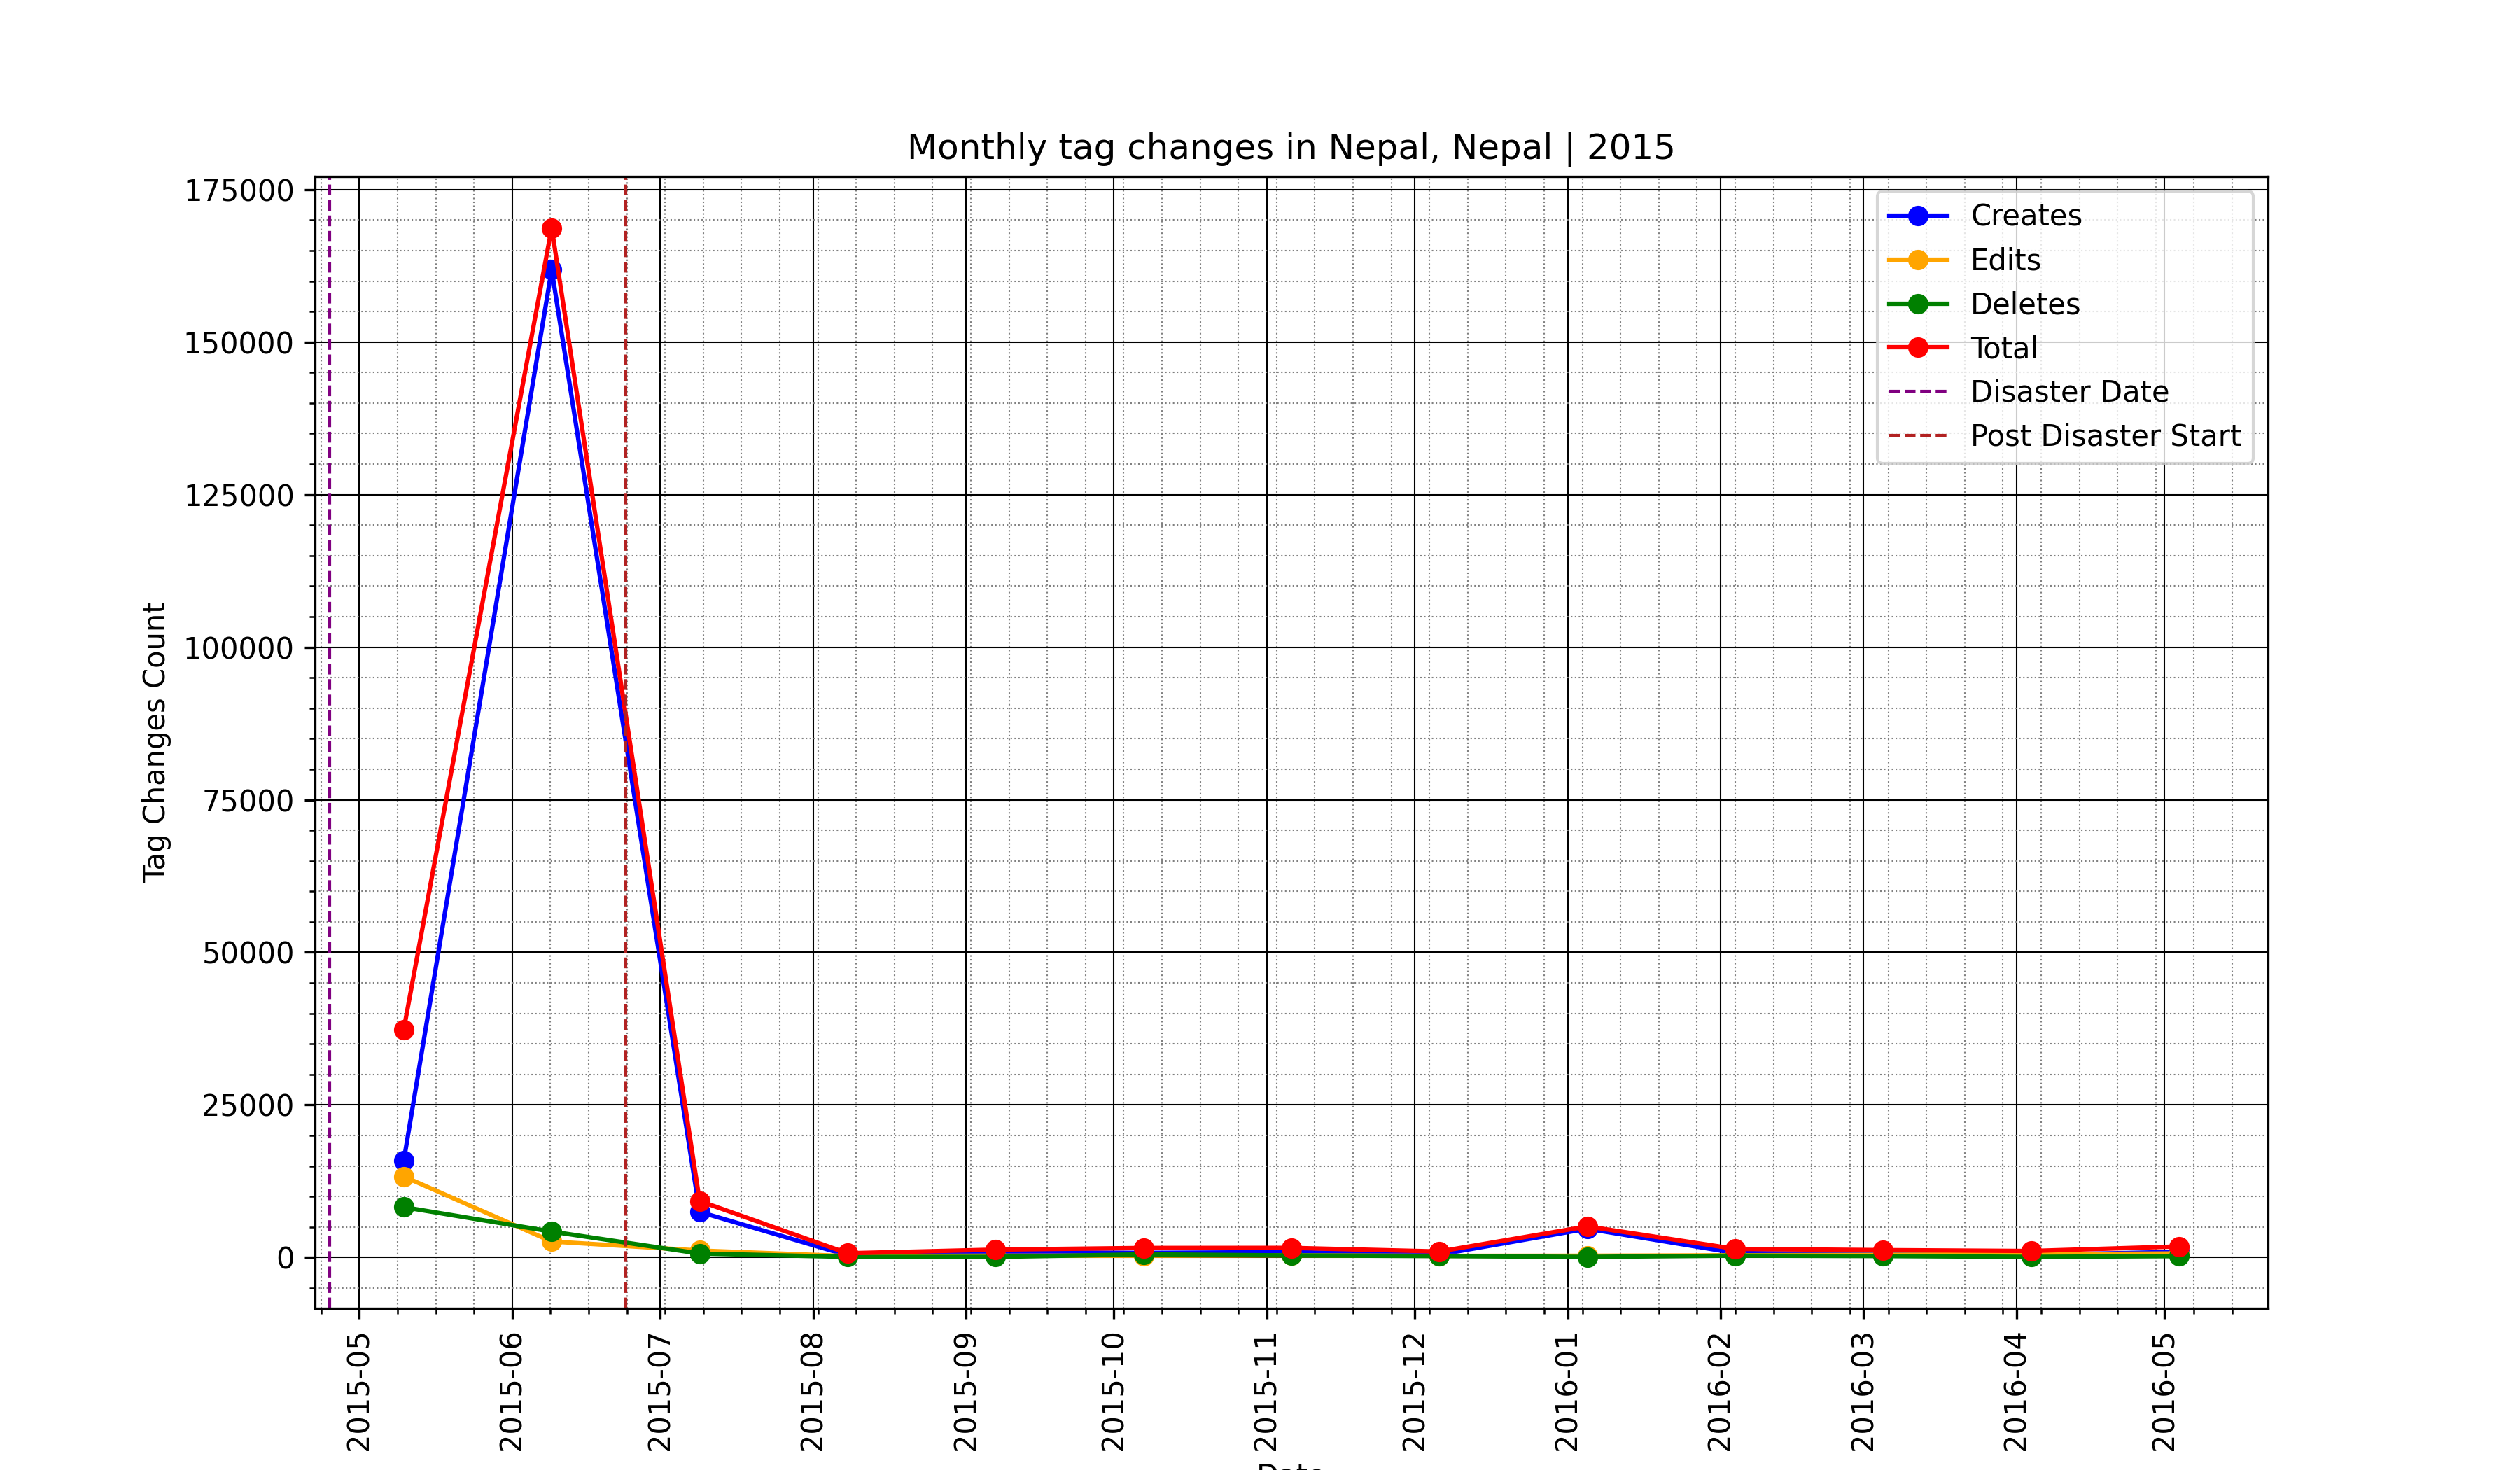 Monthly tag changes in Nepal, Nepal | 2015
Tag Changes Count
175000
150000
125000
100000
75000
50000
25000
0
Creates
Edits
Deletes
Total
Disaster Date
Post Disaster Start
2015-05
2015-06
2015-07
2015-08
2015-09
2015-10
2015-11
2015-12
2016-01
2016-02
2016-03
2016-04
2016-05
Date